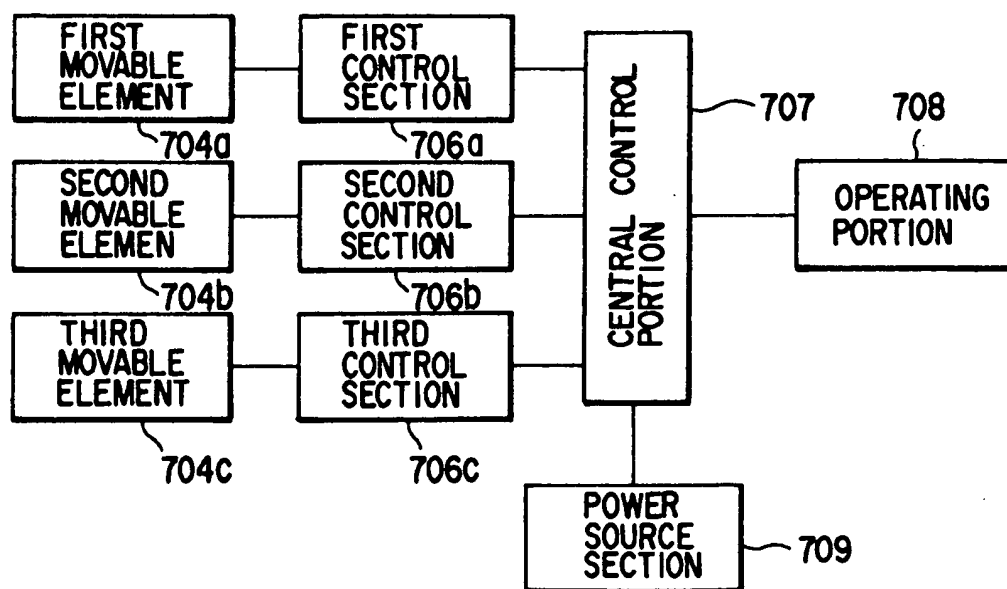 FIRST
MOVABLE
ELEMENT
704a
FIRST
CONTROL
SECTION
706a
SECOND
MOVABLE
ELEMEN
704b
SECOND
CONTROL
SECTION
706b
THIRD
MOVABLE
ELEMENT
704c
THIRD
CONTROL
SECTION
706c
CENTRAL CONTROL
PORTION
707
708
OPERATING
PORTION
POWER
SOURCE
SECTION
709